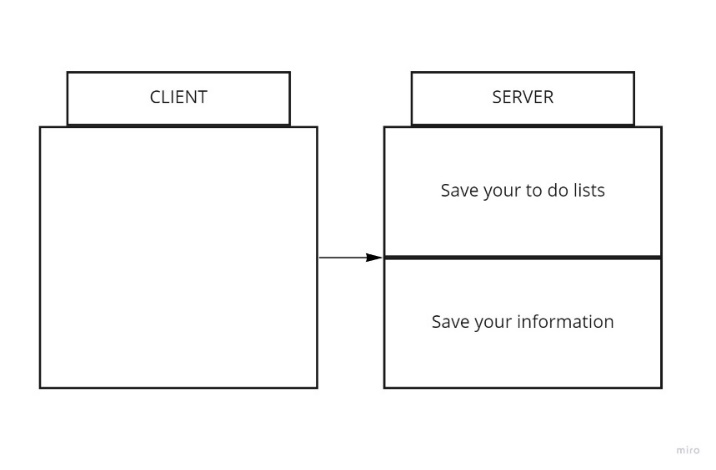 CLIENT
SERVER
Save your to do lists
Save your information
miro